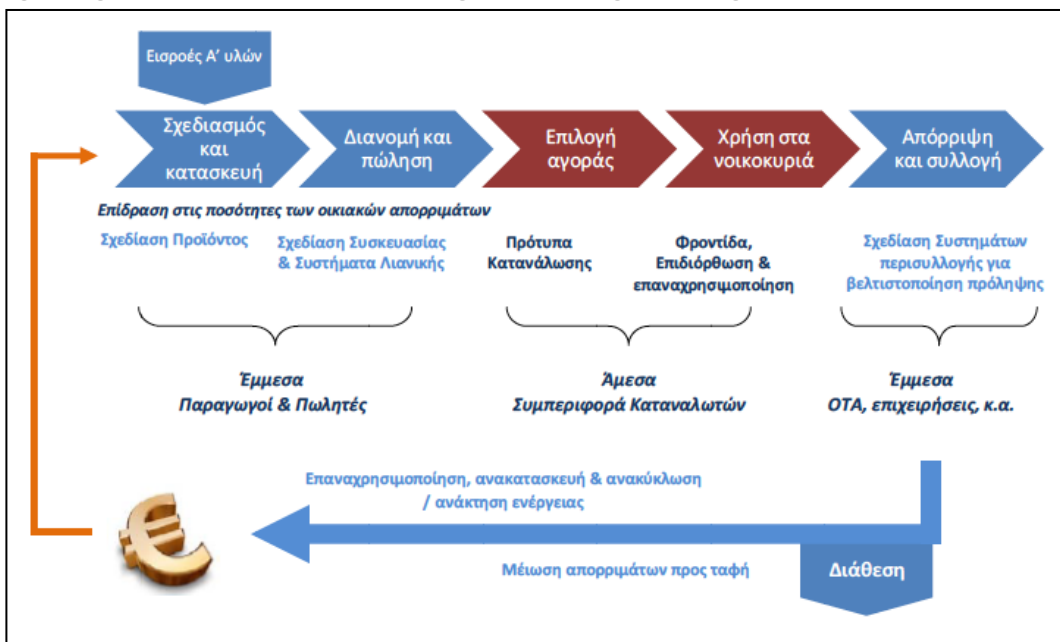 Εισροές Α' υλών
Σχεδιασμός
και
κατασκευή
Διανομή και
πώληση
Επιλογή
αγοράς
Χρήση στα
νοικοκυριά
Απόρριψη
και συλλογή
Επίδραση στις ποσότητες των οικιακών απορριμάτων
Σχεδίαση Προϊόντος
Σχεδίαση Συσκευασίας
& Συστήματα Λιανικής
Πρότυπα
Κατανάλωσης
Φροντίδα,
Επιδιόρθωση &
επαναχρησιμοποίηση
Σχεδίαση Συστημάτων
περισυλλογής για
βελτιστοποίηση πρόληψης
Έμμεσα
Παραγωγοί & Πωλητές
Άμεσα
Συμπεριφορά Καταναλωτών
Έμμεσα
ΟΤΑ, επιχειρήσεις, κ.α.
Επαναχρησιμοποίηση, ανακατασκευή & ανακύκλωση
/ ανάκτηση ενέργειας
Μείωση απορριμάτων προς ταφή
Διάθεση